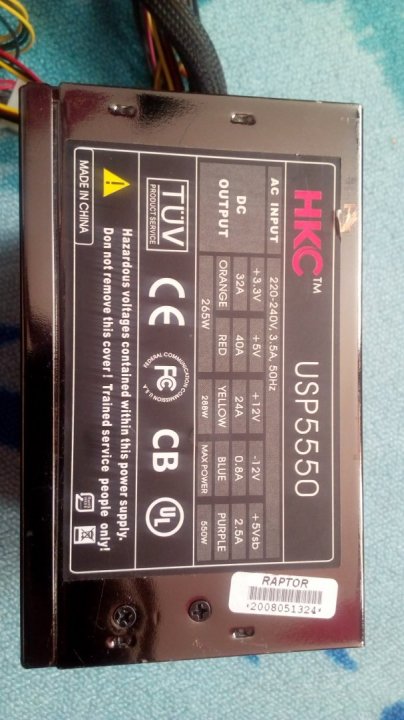 HKC™ USP5550
AC INPUT 220-240V, 3.5A, 50Hz
DC OUTPUT +3.3V +5V +12V -12V +5Vsb
ORANGE RED YELLOW BLUE PURPLE
32A 40A 24A 0.8A 2.5A
265W 288W MAX POWER 550W
TÜV
PRODUCT SERVICE
CE
FEDERAL COMMUNICATION COMMISSION U.S.A
FC
CB
UL
Hazardous voltages contained within this power supply.
Don not remove this cover! Trained service people only!
MADE IN CHINA
RAPTOR
*2008051324*